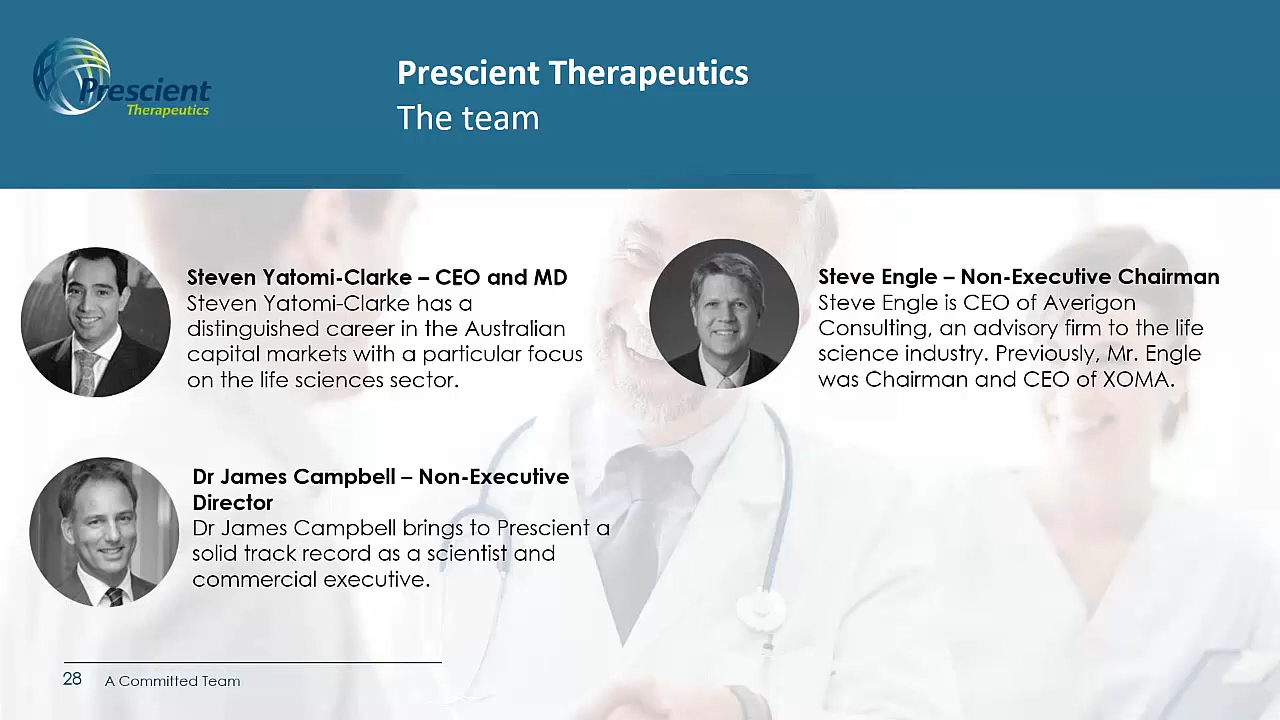 Prescient
Therapeutics
Prescient Therapeutics
The team
Steven Yatomi-Clarke – CEO and MD
Steven Yatomi-Clarke has a
distinguished career in the Australian
capital markets with a particular focus
on the life sciences sector.
Steve Engle – Non-Executive Chairman
Steve Engle is CEO of Averigon
Consulting, an advisory firm to the life
science industry. Previously, Mr. Engle
was Chairman and CEO of XOMA.
Dr James Campbell – Non-Executive
Director
Dr James Campbell brings to Prescient a
solid track record as a scientist and
commercial executive.
28 A Committed Team